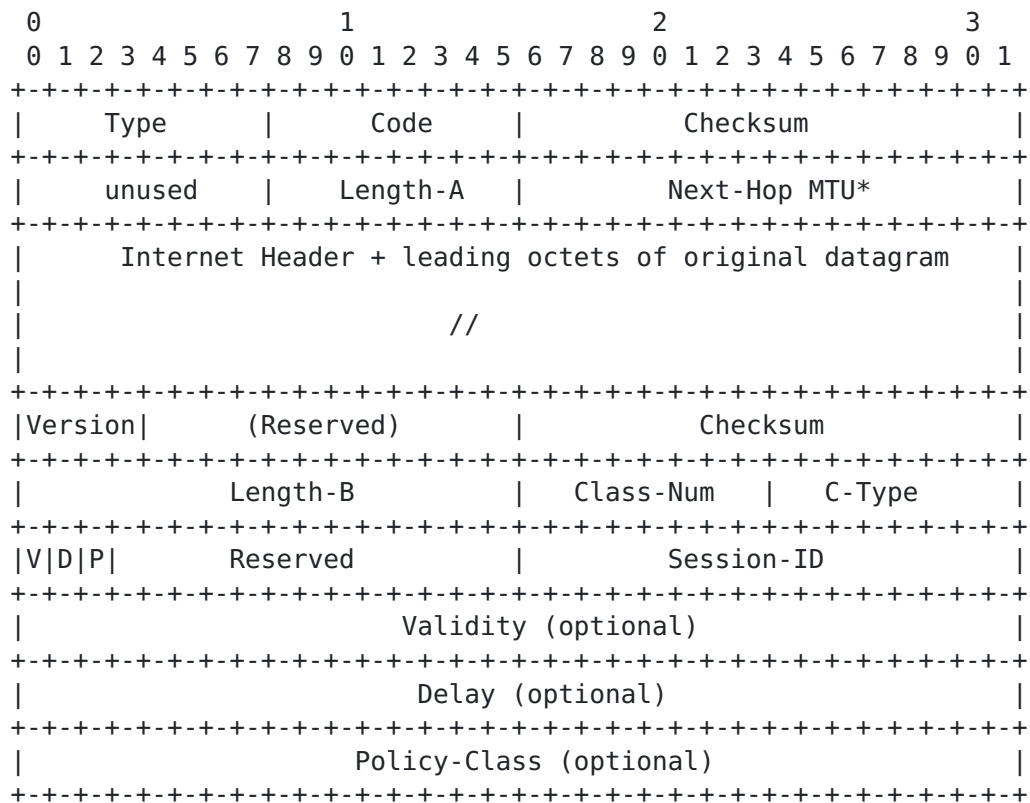 0                   1                   2                   3
 0 1 2 3 4 5 6 7 8 9 0 1 2 3 4 5 6 7 8 9 0 1 2 3 4 5 6 7 8 9 0 1
+-+-+-+-+-+-+-+-+-+-+-+-+-+-+-+-+-+-+-+-+-+-+-+-+-+-+-+-+-+-+-+-+
|     Type      |      Code     |          Checksum             |
+-+-+-+-+-+-+-+-+-+-+-+-+-+-+-+-+-+-+-+-+-+-+-+-+-+-+-+-+-+-+-+-+
|     unused    |    Length-A   |         Next-Hop MTU*         |
+-+-+-+-+-+-+-+-+-+-+-+-+-+-+-+-+-+-+-+-+-+-+-+-+-+-+-+-+-+-+-+-+
|      Internet Header + leading octets of original datagram    |
|                                                               |
|                           //                                  |
|                                                               |
+-+-+-+-+-+-+-+-+-+-+-+-+-+-+-+-+-+-+-+-+-+-+-+-+-+-+-+-+-+-+-+-+
|Version|      (Reserved)       |           Checksum            |
+-+-+-+-+-+-+-+-+-+-+-+-+-+-+-+-+-+-+-+-+-+-+-+-+-+-+-+-+-+-+-+-+
|             Length-B          |   Class-Num   |   C-Type      |
+-+-+-+-+-+-+-+-+-+-+-+-+-+-+-+-+-+-+-+-+-+-+-+-+-+-+-+-+-+-+-+-+
|V|D|P|       Reserved          |         Session-ID            |
+-+-+-+-+-+-+-+-+-+-+-+-+-+-+-+-+-+-+-+-+-+-+-+-+-+-+-+-+-+-+-+-+
|                        Validity (optional)                    |
+-+-+-+-+-+-+-+-+-+-+-+-+-+-+-+-+-+-+-+-+-+-+-+-+-+-+-+-+-+-+-+-+
|                         Delay (optional)                      |
+-+-+-+-+-+-+-+-+-+-+-+-+-+-+-+-+-+-+-+-+-+-+-+-+-+-+-+-+-+-+-+-+
|                     Policy-Class (optional)                   |
+-+-+-+-+-+-+-+-+-+-+-+-+-+-+-+-+-+-+-+-+-+-+-+-+-+-+-+-+-+-+-+-+